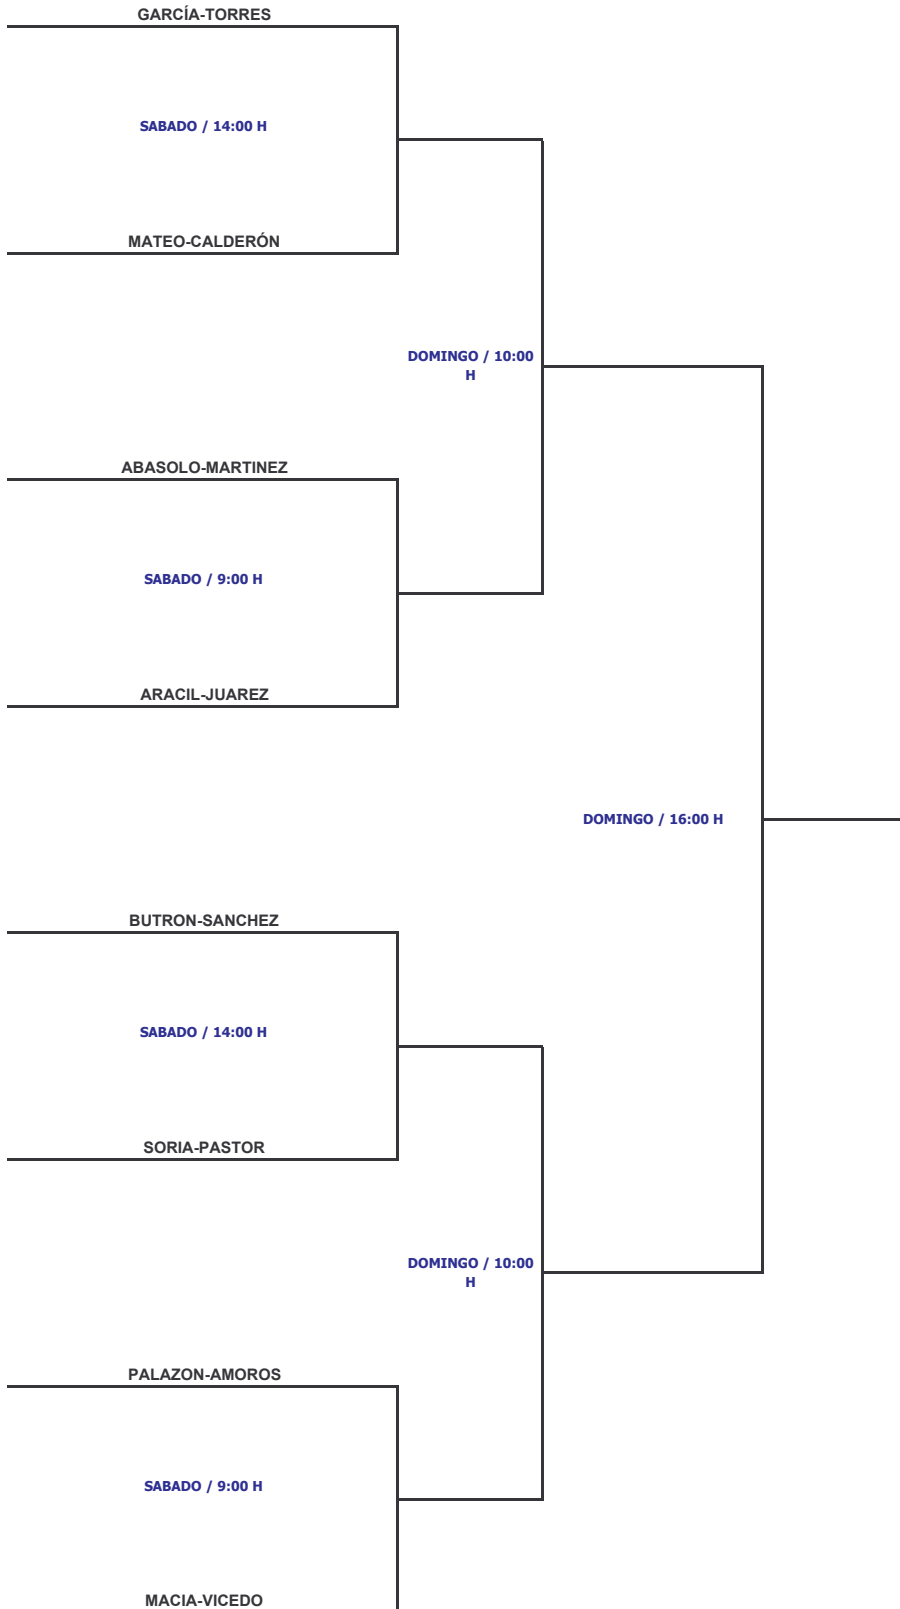 GARCÍA-TORRES
SABADO / 14:00 H
MATEO-CALDERÓN
DOMINGO / 10:00
H
ABASOLO-MARTINEZ
SABADO / 9:00 H
ARACIL-JUAREZ
DOMINGO / 16:00 H
BUTRON-SANCHEZ
SABADO / 14:00 H
SORIA-PASTOR
DOMINGO / 10:00
H
PALAZON-AMOROS
SABADO / 9:00 H
MACIA-VICEDO